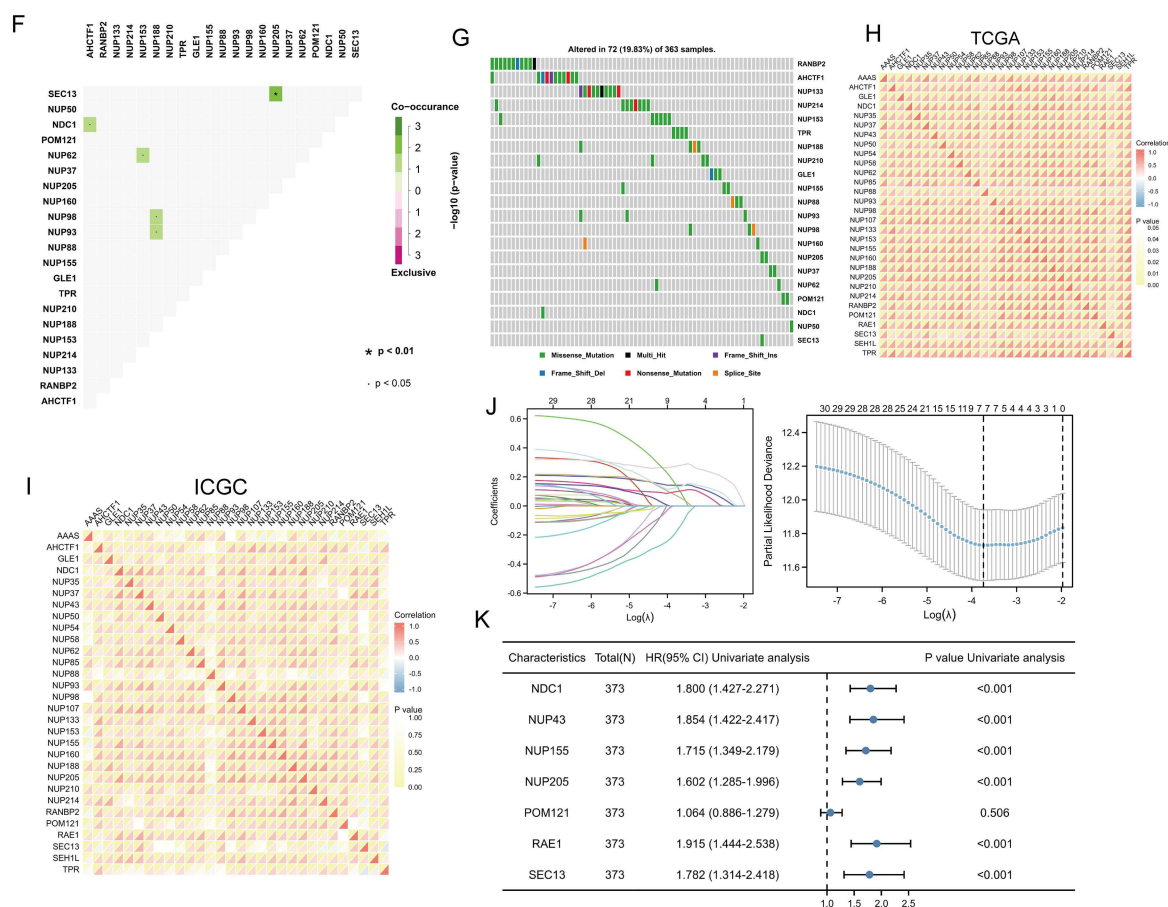 F
AHCTF1
RANBP2
NUP133
NUP214
NUP153
NUP188
NUP210
TPR
GLE1
NUP155
NUP88
NUP93
NUP98
NUP160
NUP205
NUP37
NUP62
POM121
NDC1
NUP50
SEC13
SEC13
NUP50
NDC1
POM121
NUP62
NUP37
NUP205
NUP160
NUP98
NUP93
NUP88
NUP155
GLE1
TPR
NUP210
NUP188
NUP153
NUP214
NUP133
RANBP2
AHCTF1
Co-occurance
3
2
1
0
1
2
3
Exclusive
-log10 (p-value)
* p < 0.01
· p < 0.05
G
Altered in 72 (19.83%) of 363 samples.
RANBP2
AHCTF1
NUP133
NUP214
NUP153
TPR
NUP188
NUP210
GLE1
NUP155
NUP88
NUP93
NUP98
NUP160
NUP205
NUP37
NUP62
POM121
NDC1
NUP50
SEC13
Missense_Mutation
Multi_Hit
Frame_Shift_Ins
Frame_Shift_Del
Nonsense_Mutation
Splice_Site
H
TCGA
AAAS
AHCTF1
GLE1
NDC1
NUP35
NUP37
NUP43
NUP50
NUP54
NUP58
NUP62
NUP85
NUP88
NUP93
NUP98
NUP107
NUP133
NUP153
NUP155
NUP160
NUP188
NUP205
NUP210
NUP214
RANBP2
POM121
RAE1
SEC13
SEH1L
TPR
Correlation
1.0
0.5
0.0
-0.5
-1.0
P value
0.05
0.04
0.03
0.02
0.01
0.00
I
ICGC
AAAS
AHCTF1
GLE1
NDC1
NUP35
NUP37
NUP43
NUP50
NUP54
NUP58
NUP62
NUP85
NUP88
NUP93
NUP98
NUP107
NUP133
NUP153
NUP155
NUP160
NUP188
NUP205
NUP210
NUP214
RANBP2
POM121
RAE1
SEC13
SEH1L
TPR
Correlation
1.0
0.5
0.0
-0.5
-1.0
P value
1.00
0.75
0.50
0.25
0.00
J
29 28 21 9 4 1
0.6
0.4
0.2
0.0
-0.2
-0.4
-0.6
Coefficients
-7 -6 -5 -4 -3 -2
Log(λ)
30 29 29 28 28 28 25 24 21 15 15 11 9 7 7 7 5 4 4 4 3 3 1 0
12.4
12.0
11.6
Partial Likelihood Deviance
-7 -6 -5 -4 -3 -2
Log(λ)
K
Characteristics Total(N) HR(95% CI) Univariate analysis P value Univariate analysis
NDC1 373 1.800 (1.427-2.271) <0.001
NUP43 373 1.854 (1.422-2.417) <0.001
NUP155 373 1.715 (1.349-2.179) <0.001
NUP205 373 1.602 (1.285-1.996) <0.001
POM121 373 1.064 (0.886-1.279) 0.506
RAE1 373 1.915 (1.444-2.538) <0.001
SEC13 373 1.782 (1.314-2.418) <0.001
1.0 1.5 2.0 2.5